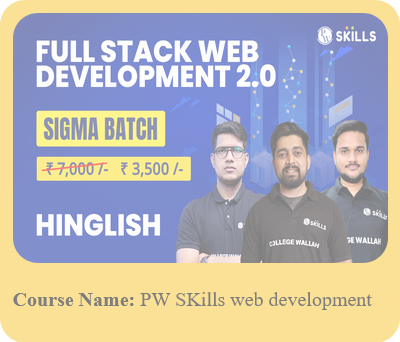 PW SKILLS
FULL STACK WEB
DEVELOPMENT 2.0
SIGMA BATCH
₹ 7,000 /- ₹ 3,500 /-
HINGLISH
SKILLS
SKILLS
COLLEGE WALLAH
GE WALLAH
Course Name: PW SKills web development